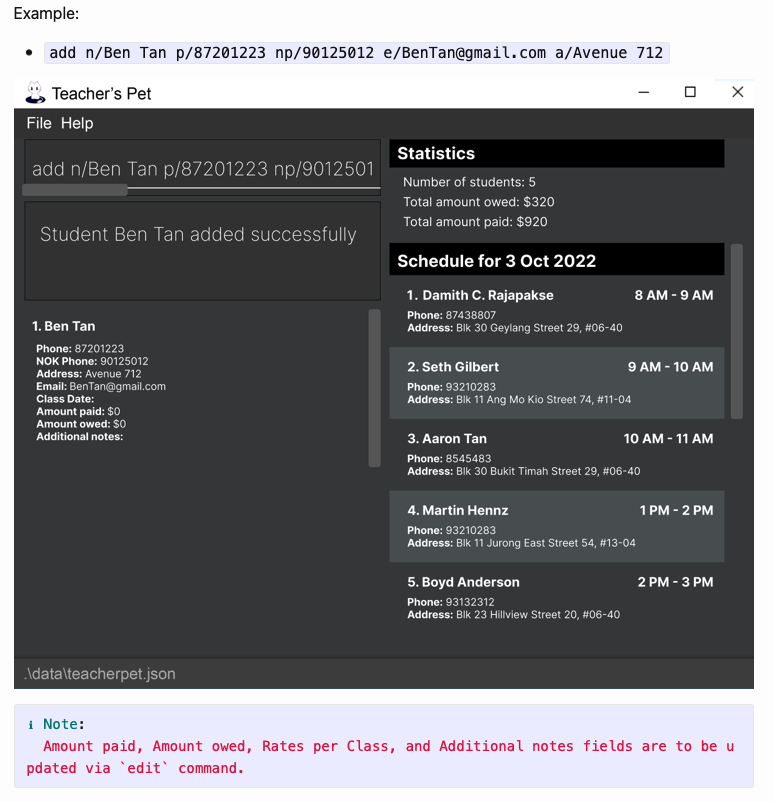 Example:
add n/Ben Tan p/87201223 np/90125012 e/BenTan@gmail.com a/Avenue 712
Teacher's Pet
File Help
add n/Ben Tan p/87201223 np/9012501
Student Ben Tan added successfully
1. Ben Tan
Phone: 87201223
NOK Phone: 90125012
Address: Avenue 712
Email: BenTan@gmail.com
Class Date:
Amount paid: $0
Amount owed: $0
Additional notes:
Statistics
Number of students: 5
Total amount owed: $320
Total amount paid: $920
Schedule for 3 Oct 2022
1. Damith C. Rajapakse 8 AM - 9 AM
Phone: 87438807
Address: Blk 30 Geylang Street 29, #06-40
2. Seth Gilbert 9 AM - 10 AM
Phone: 93210283
Address: Blk 11 Ang Mo Kio Street 74, #11-04
3. Aaron Tan 10 AM - 11 AM
Phone: 8545483
Address: Blk 30 Bukit Timah Street 29, #06-40
4. Martin Hennz 1 PM - 2 PM
Phone: 93210283
Address: Blk 11 Jurong East Street 54, #13-04
5. Boyd Anderson 2 PM - 3 PM
Phone: 93132312
Address: Blk 23 Hillview Street 20, #06-40
.\data\teacherpet.json
ℹ Note:
Amount paid, Amount owed, Rates per Class, and Additional notes fields are to be u
pdated via `edit` command.